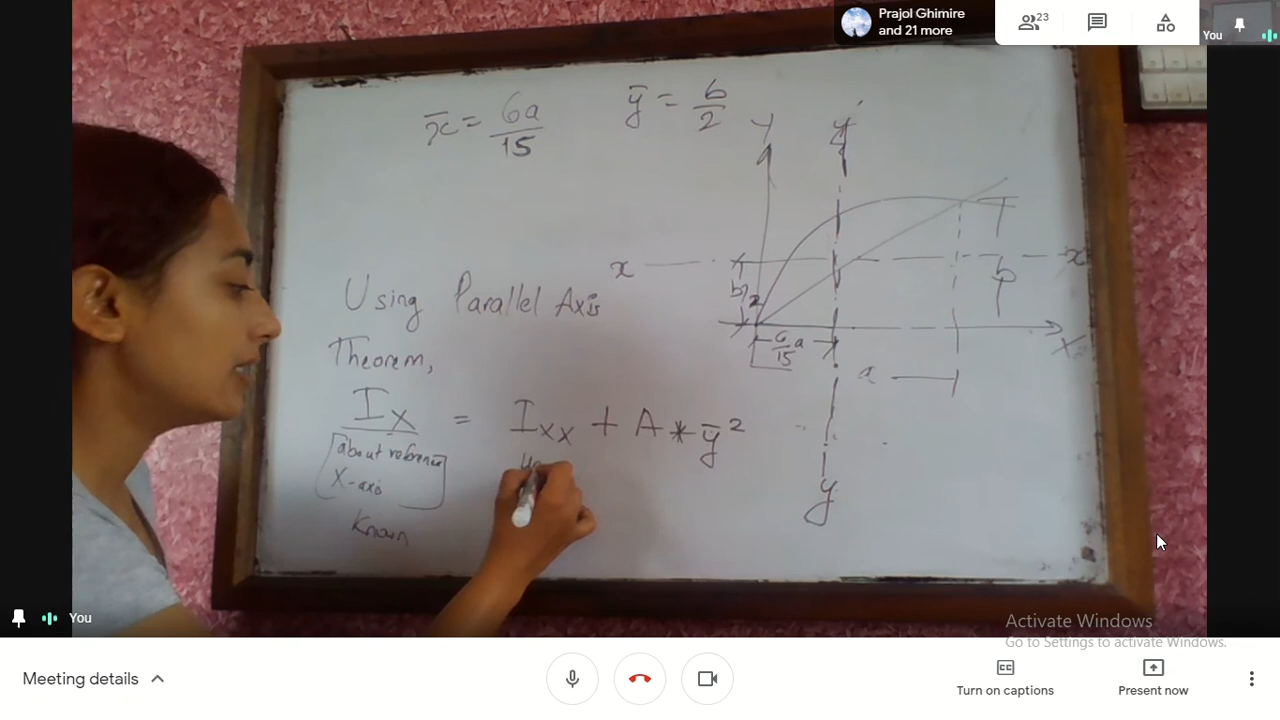 Prajol Ghimire
and 21 more
23
You
x̄ = 6a/15
ȳ = b/2
y
y'
x
x
b/2
b
Using Parallel Axis
6/15 a
X
Theorem,
a
Ix = Ixx + A * ȳ²
about reference
X-axis
y
Known
You
Activate Windows
Go to Settings to activate Windows.
Meeting details
Turn on captions
Present now